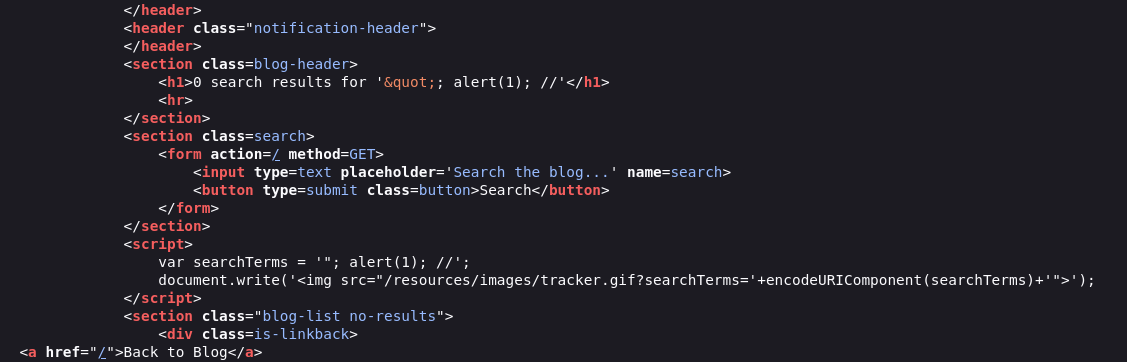 </header>
<header class="notification-header">
</header>
<section class=blog-header>
<h1>0 search results for '&quot;; alert(1); //'</h1>
<hr>
</section>
<section class=search>
<form action=/ method=GET>
<input type=text placeholder='Search the blog...' name=search>
<button type=submit class=button>Search</button>
</form>
</section>
<script>
var searchTerms = '"; alert(1); //';
document.write('<img src="/resources/images/tracker.gif?searchTerms='+encodeURIComponent(searchTerms)+'">');
</script>
<section class="blog-list no-results">
<div class=is-linkback>
<a href="/">Back to Blog</a>